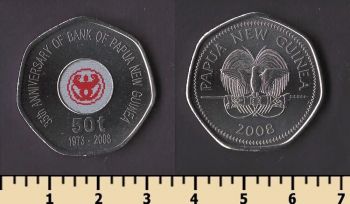 35th ANNIVERSARY OF BANK OF PAPUA NEW GUINEA
50t
1973 - 2008
PAPUA NEW GUINEA
2008
1 2 3 4 5 6 7